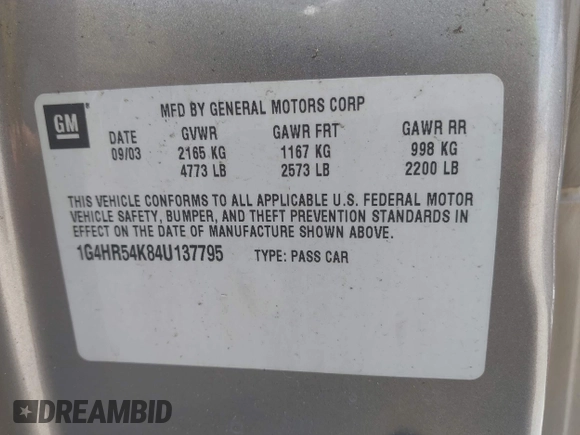 GM
MFD BY GENERAL MOTORS CORP
DATE GVWR GAWR FRT GAWR RR
09/03 2165 KG 1167 KG 998 KG
4773 LB 2573 LB 2200 LB
THIS VEHICLE CONFORMS TO ALL APPLICABLE U.S. FEDERAL MOTOR
VEHICLE SAFETY, BUMPER, AND THEFT PREVENTION STANDARDS IN
EFFECT ON THE DATE OF MANUFACTURE SHOWN ABOVE.
1G4HR54K84U137795 TYPE: PASS CAR
DREAMBID